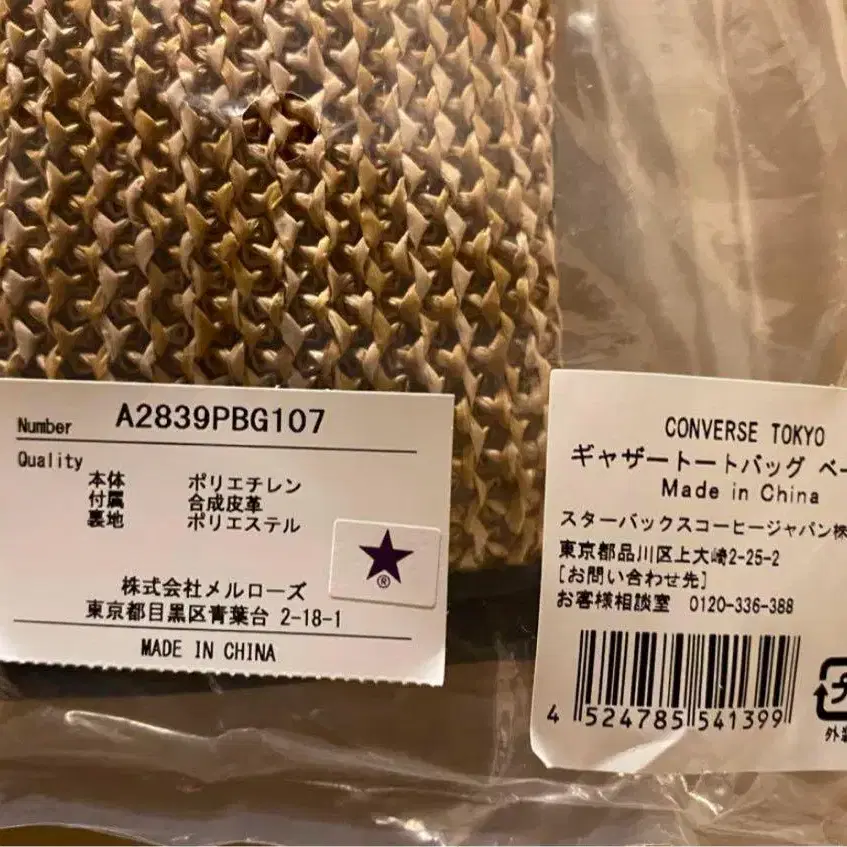 Number A2839PBG107
Quality
本体 ポリエチレン
付属 合成皮革
裏地 ポリエステル
®
株式会社メルローズ
東京都目黒区青葉台 2-18-1
MADE IN CHINA
CONVERSE TOKYO
ギャザートートバッグ ベー
Made in China
スターバックスコーヒージャパン株
東京都品川区上大崎2-25-2
[お問い合わせ先]
お客様相談室 0120-336-388
4 524785 541399
外装